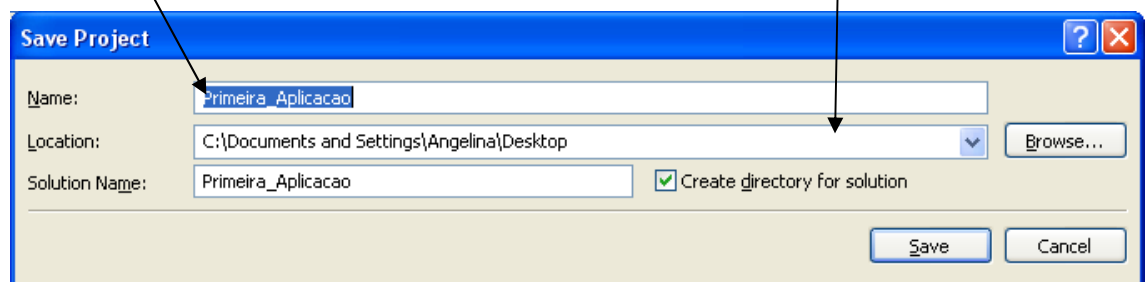 Save Project
Name: Primeira_Aplicacao
Location: C:\Documents and Settings\Angelina\Desktop Browse...
Solution Name: Primeira_Aplicacao Create directory for solution
Save Cancel